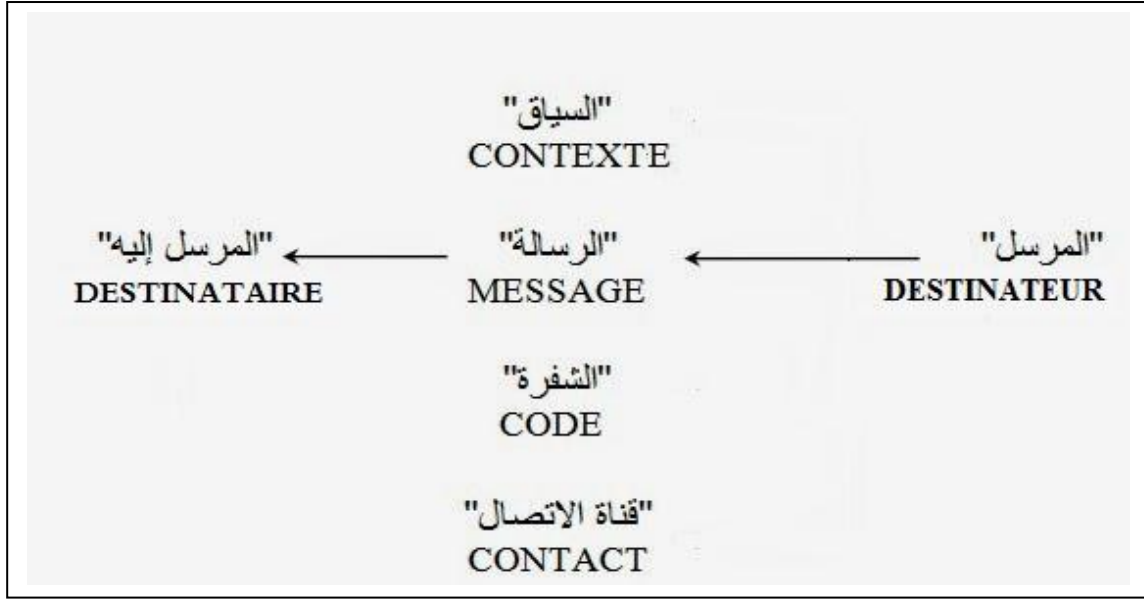 "السياق"
CONTEXTE
"المرسل"
DESTINATEUR
"الرسالة"
MESSAGE
"المرسل إليه"
DESTINATAIRE
"الشفرة"
CODE
"قناة الاتصال"
CONTACT